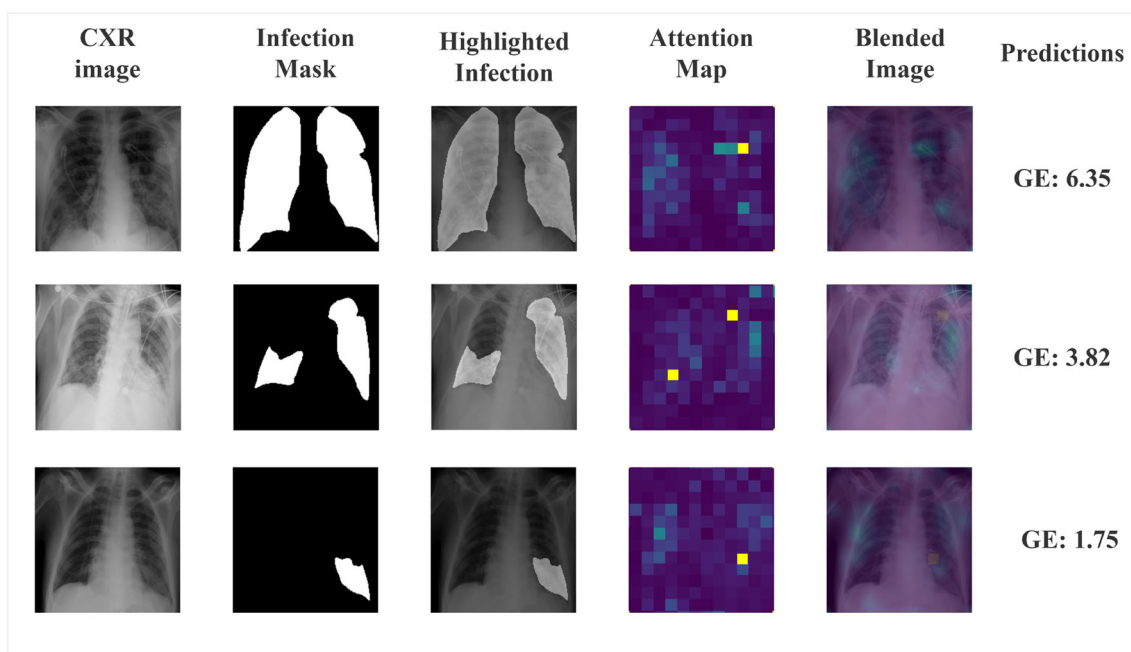 CXR
image
Infection
Mask
Highlighted
Infection
Attention
Map
Blended
Image
Predictions
GE: 6.35
GE: 3.82
GE: 1.75